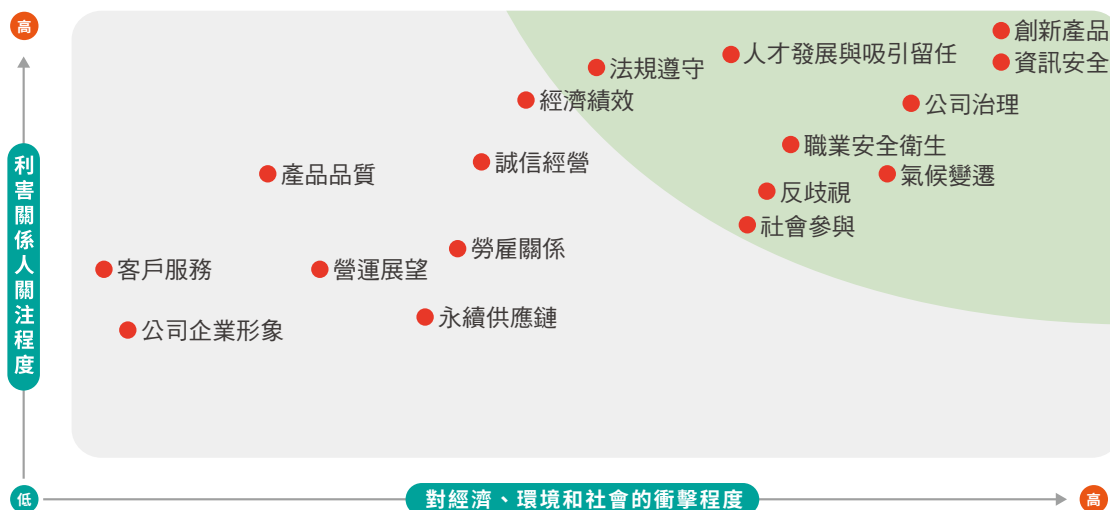 高
利害關係人關注程度
低
創新產品
資訊安全
人才發展與吸引留任
法規遵守
經濟績效
公司治理
職業安全衛生
誠信經營
氣候變遷
產品品質
反歧視
社會參與
勞雇關係
客戶服務
營運展望
永續供應鏈
公司企業形象
對經濟、環境和社會的衝擊程度
高